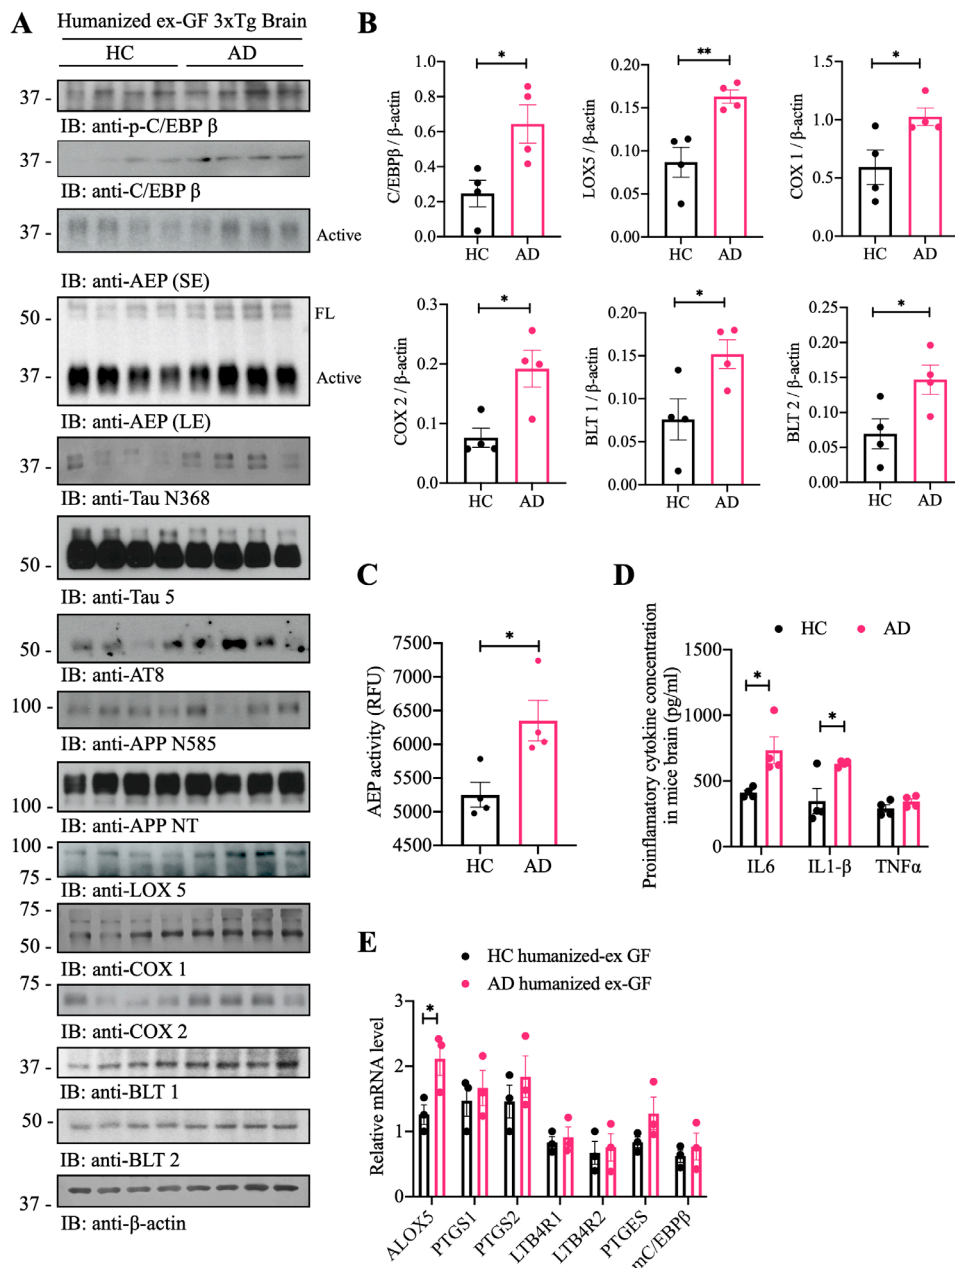 A
Humanized ex-GF 3xTg Brain
HC AD
37 -
IB: anti-p-C/EBP β
37 -
IB: anti-C/EBP β
37 -
Active
IB: anti-AEP (SE)
FL
50 -
37 -
Active
IB: anti-AEP (LE)
37 -
IB: anti-Tau N368
50 -
IB: anti-Tau 5
50 -
IB: anti-AT8
100 -
IB: anti-APP N585
100 -
IB: anti-APP NT
100 -
75 -
IB: anti-LOX 5
75 -
50 -
IB: anti-COX 1
75 -
IB: anti-COX 2
37 -
IB: anti-BLT 1
50 -
IB: anti-BLT 2
37 -
IB: anti-β-actin
B
C/EBPβ / β-actin
1.0
0.8
0.6
0.4
0.2
0.0
*
HC AD
LOX5 / β-actin
0.20
0.15
0.10
0.05
0.00
**
HC AD
COX 1 / β-actin
1.5
1.0
0.5
0.0
*
HC AD
COX 2 / β-actin
0.3
0.2
0.1
0.0
*
HC AD
BLT 1 / β-actin
0.20
0.15
0.10
0.05
0.00
*
HC AD
BLT 2 / β-actin
0.25
0.20
0.15
0.10
0.05
0.00
*
HC AD
C
AEP activity (RFU)
7500
7000
6500
6000
5500
5000
4500
*
HC AD
D
HC AD
Proinflamatory cytokine concentration
in mice brain (pg/ml)
1500
1000
500
0
* *
IL6 IL1-β TNFα
E
HC humanized-ex GF
AD humanized ex-GF
Relative mRNA level
3
2
1
0
*
ALOX5
PTGS1
PTGS2
LTB4R1
LTB4R2
PTGES
mC/EBPβ